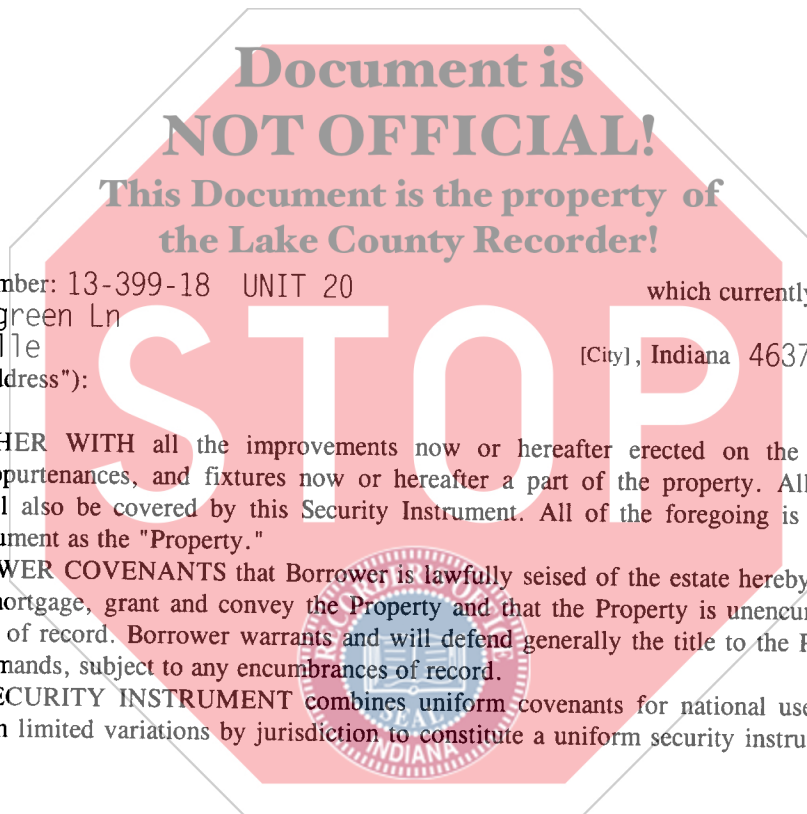 Document is
NOT OFFICIAL!
This Document is the property of
the Lake County Recorder!
mber: 13-399-18 UNIT 20 which currently
green Ln
lle [City], Indiana 4637
ddress"):
STOP
HER WITH all the improvements now or hereafter erected on the
ppurtenances, and fixtures now or hereafter a part of the property. All
l also be covered by this Security Instrument. All of the foregoing is
ument as the "Property."
WER COVENANTS that Borrower is lawfully seised of the estate hereby
nortgage, grant and convey the Property and that the Property is unencum
of record. Borrower warrants and will defend generally the title to the P
mands, subject to any encumbrances of record.
ECURITY INSTRUMENT combines uniform covenants for national use
n limited variations by jurisdiction to constitute a uniform security instru
SEAL
INDIANA